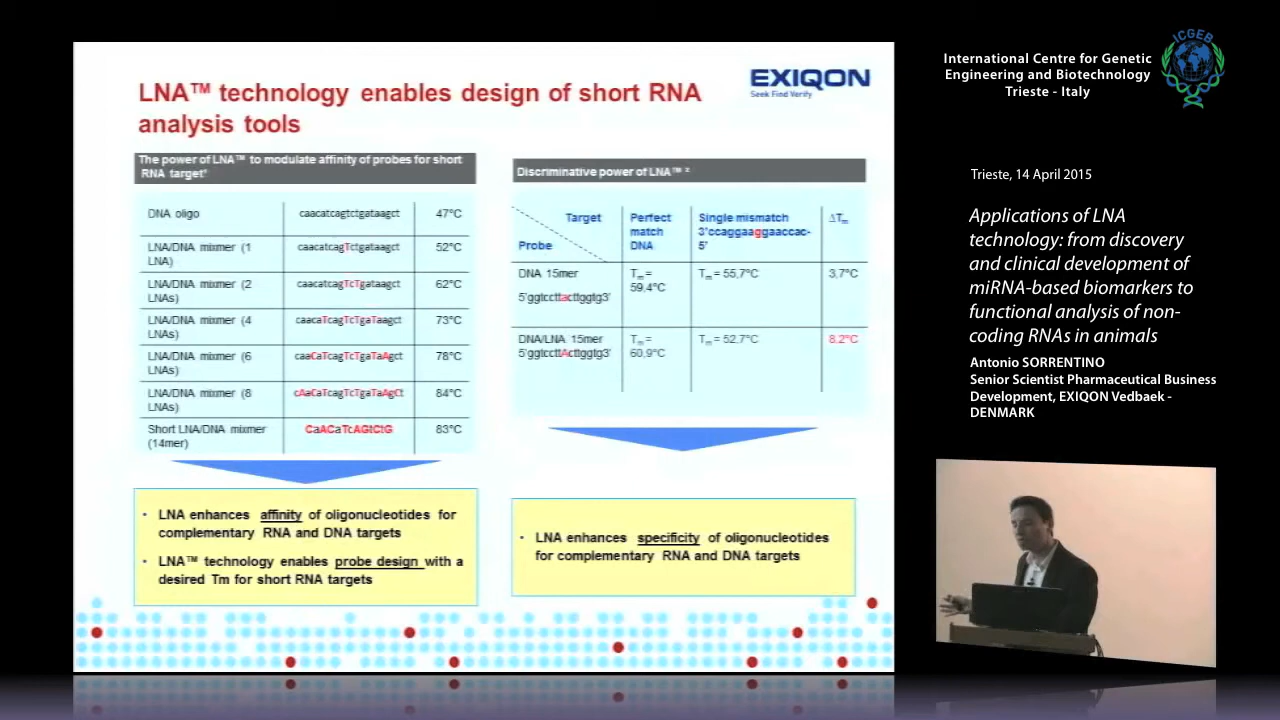 LNA™ technology enables design of short RNA
analysis tools
EXIQON
Seek Find Verify
The power of LNA™ to modulate affinity of probes for short
RNA target¹
DNA oligo caacatcagtctgataagct 47°C
LNA/DNA mixmer (1 LNA) caacatcagTctgataagct 52°C
LNA/DNA mixmer (2 LNAs) caacatcagTcTgataagct 62°C
LNA/DNA mixmer (4 LNAs) caacaTcagTcTgaTaagct 73°C
LNA/DNA mixmer (6 LNAs) caaCaTcagTcTgaTaAgct 78°C
LNA/DNA mixmer (8 LNAs) cAaCaTcagTcTgaTaAgCt 84°C
Short LNA/DNA mixmer (14mer) CaACaTcAGtCtG 83°C
Discriminative power of LNA™ ²
Target
Probe
Perfect match DNA
Single mismatch 3'ccaggaaggaaccac-5'
ΔTm
DNA 15mer 5'ggtccttacttggtg3' Tm= 59,4°C Tm= 55,7°C 3,7°C
DNA/LNA 15mer 5'ggtccttActtggtg3' Tm= 60,9°C Tm= 52,7°C 8,2°C
• LNA enhances affinity of oligonucleotides for
complementary RNA and DNA targets
• LNA™ technology enables probe design with a
desired Tm for short RNA targets
• LNA enhances specificity of oligonucleotides
for complementary RNA and DNA targets
International Centre for Genetic
Engineering and Biotechnology
Trieste - Italy
ICGEB
Trieste, 14 April 2015
Applications of LNA
technology: from discovery
and clinical development of
miRNA-based biomarkers to
functional analysis of non-
coding RNAs in animals
Antonio SORRENTINO
Senior Scientist Pharmaceutical Business
Development, EXIQON Vedbaek -
DENMARK